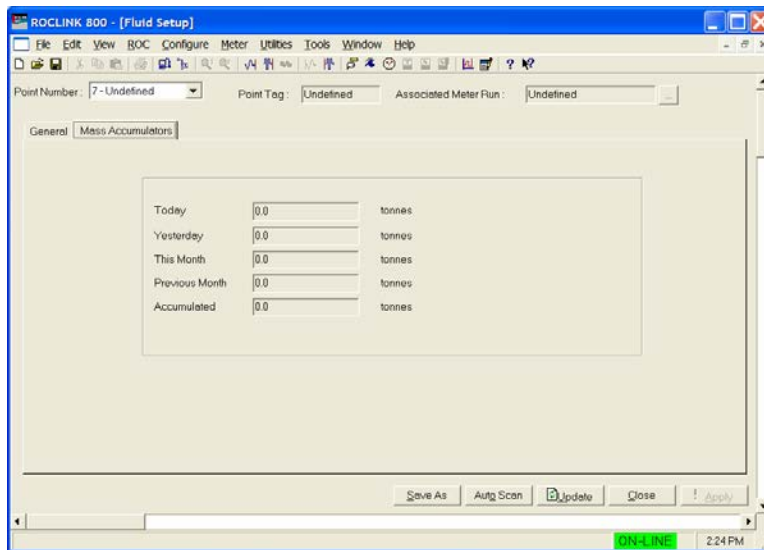 ROCLINK 800 - [Fluid Setup]
File Edit View ROC Configure Meter Utilities Tools Window Help
Point Number : 7 - Undefined Point Tag : Undefined Associated Meter Run : Undefined ...
General Mass Accumulators
Today 0.0 tonnes
Yesterday 0.0 tonnes
This Month 0.0 tonnes
Previous Month 0.0 tonnes
Accumulated 0.0 tonnes
Save As Auto Scan Update Close ! Apply
ON-LINE 2:24 PM